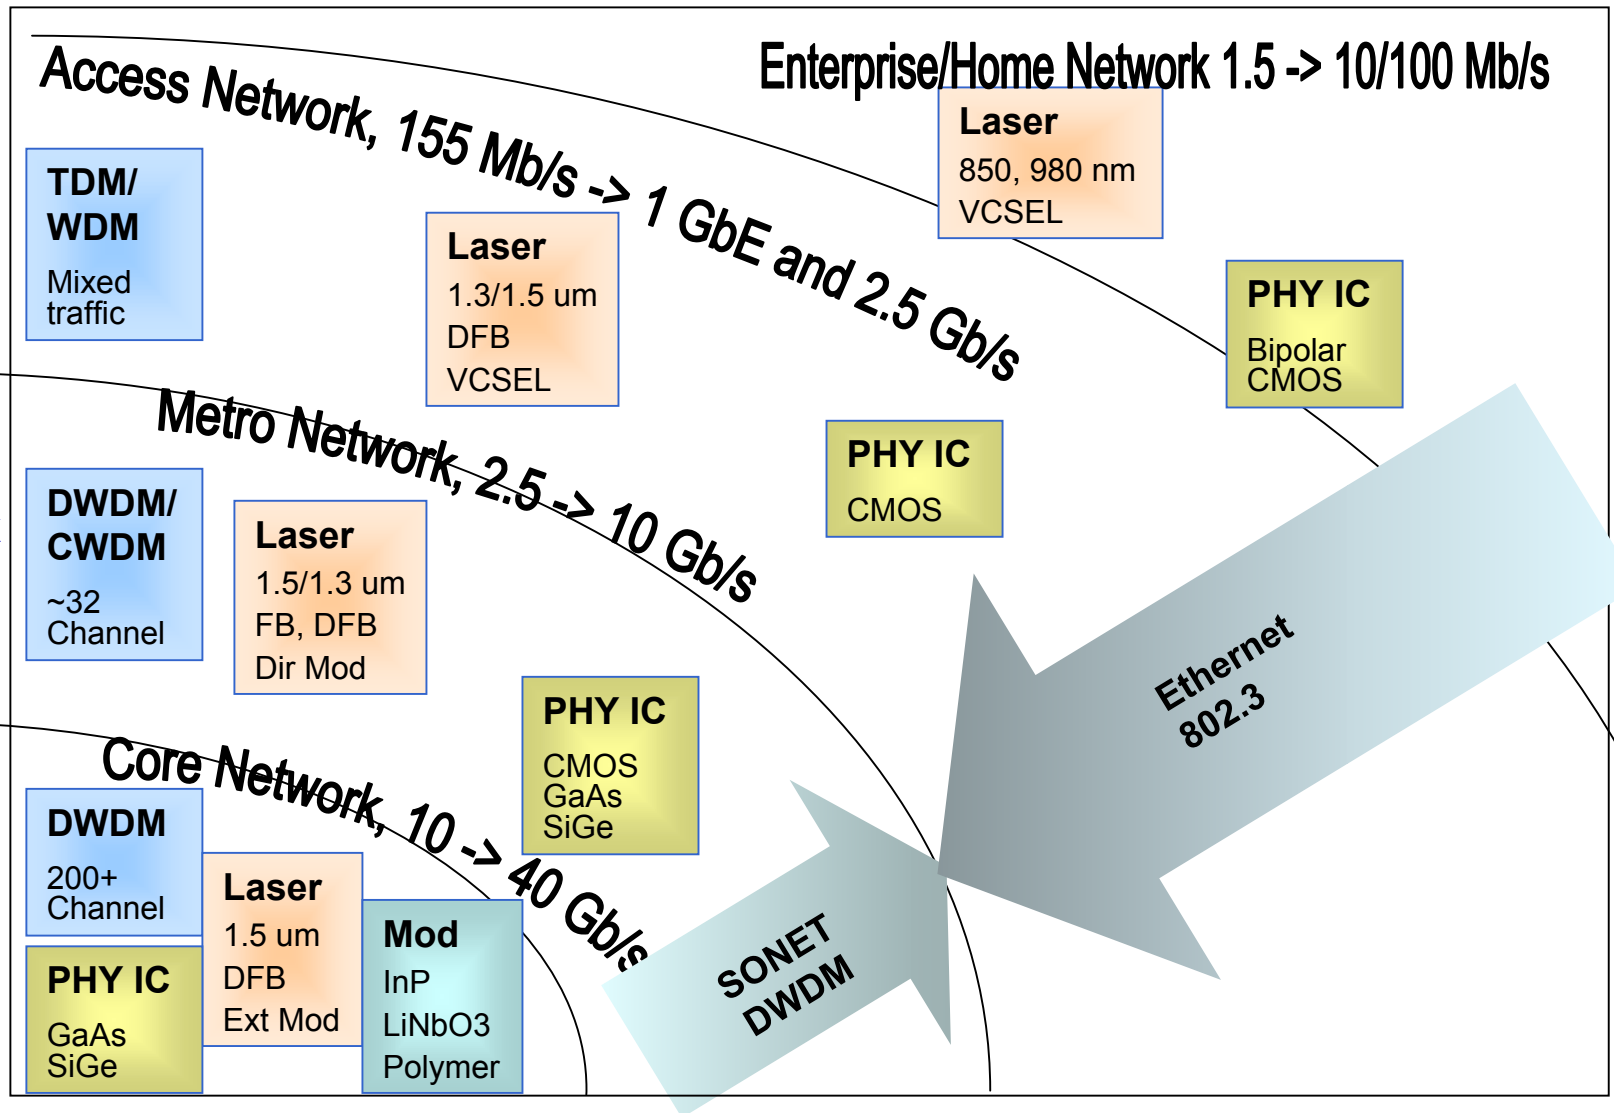 Enterprise/Home Network 1.5 -> 10/100 Mb/s
Laser
850, 980 nm
VCSEL
PHY IC
Bipolar
CMOS
Access Network, 155 Mb/s -> 1 GbE and 2.5 Gb/s
TDM/
WDM
Mixed
traffic
Laser
1.3/1.5 um
DFB
VCSEL
PHY IC
CMOS
Metro Network, 2.5 -> 10 Gb/s
DWDM/
CWDM
~32
Channel
Laser
1.5/1.3 um
FB, DFB
Dir Mod
PHY IC
CMOS
GaAs
SiGe
Core Network, 10 -> 40 Gb/s
DWDM
200+
Channel
PHY IC
GaAs
SiGe
Laser
1.5 um
DFB
Ext Mod
Mod
InP
LiNbO3
Polymer
SONET
DWDM
Ethernet
802.3